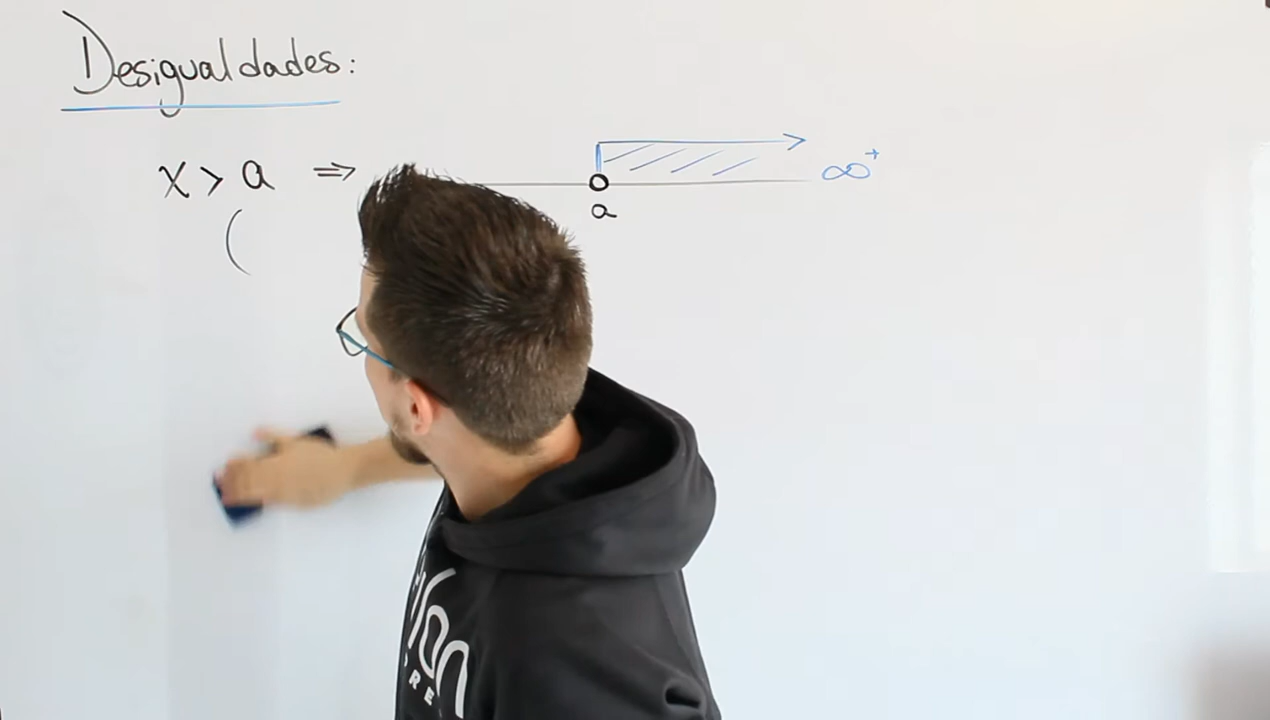 Desigualdades:
x > a ⇒
∞⁺
a
(